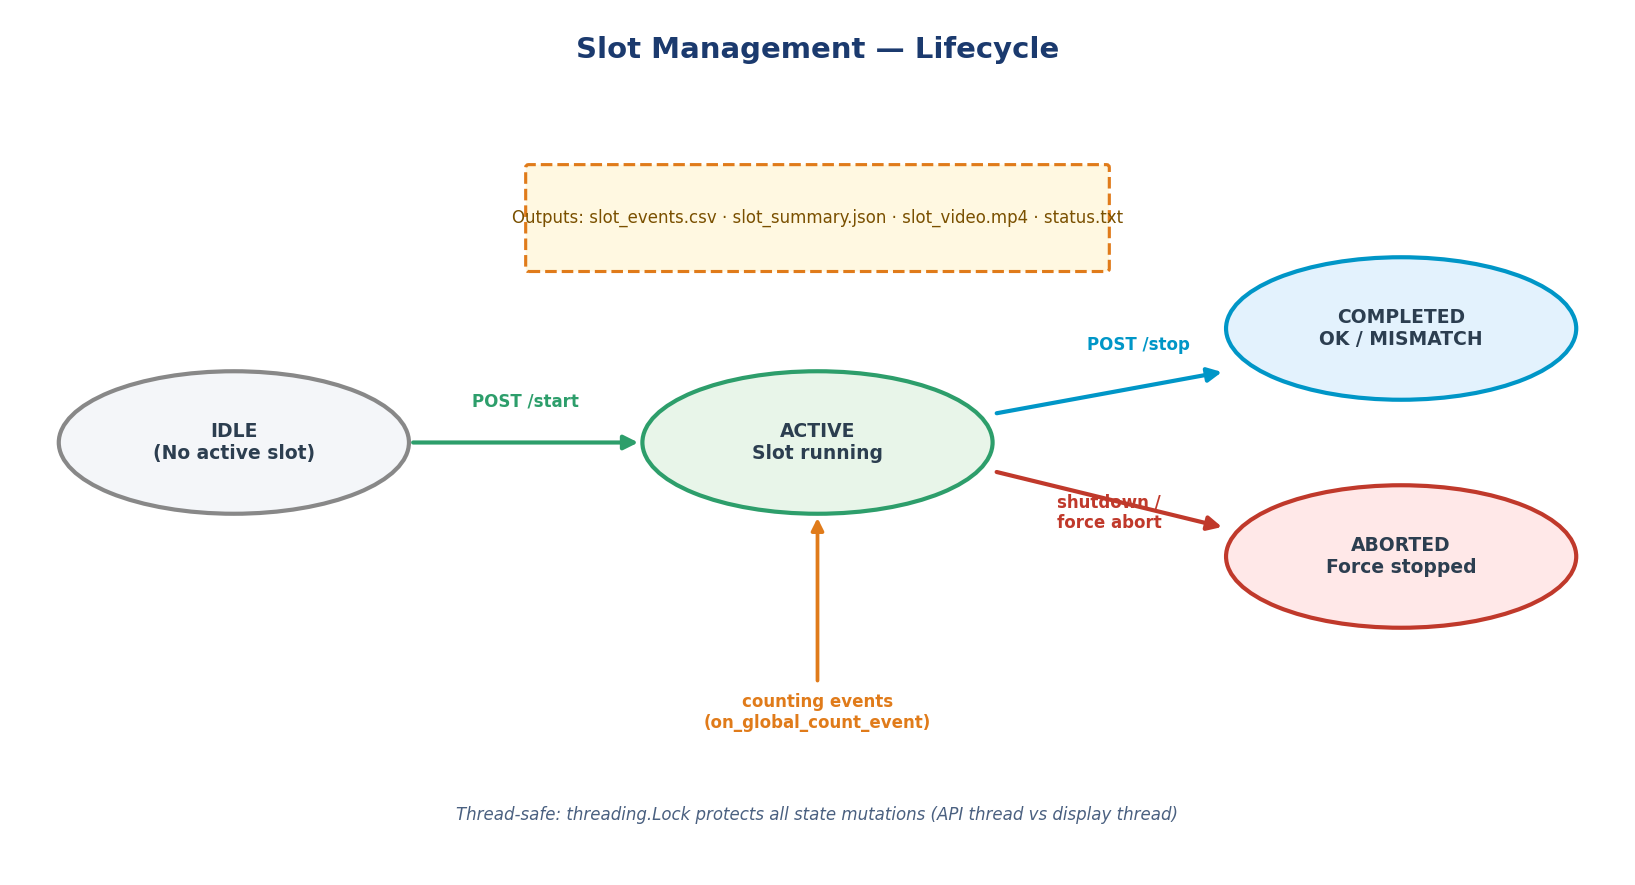 Slot Management — Lifecycle
Outputs: slot_events.csv · slot_summary.json · slot_video.mp4 · status.txt
COMPLETED
OK / MISMATCH
POST /stop
POST /start
IDLE
(No active slot)
ACTIVE
Slot running
shutdown /
force abort
ABORTED
Force stopped
counting events
(on_global_count_event)
Thread-safe: threading.Lock protects all state mutations (API thread vs display thread)